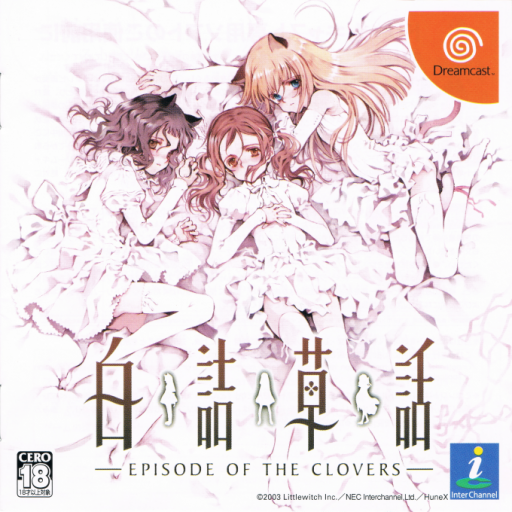 Dreamcast.
白詰草話
EPISODE OF THE CLOVERS
CERO
18
18才以上対象
©2003 Littlewitch Inc.／NEC Interchannel,Ltd.／HuneX
i
InterChannel